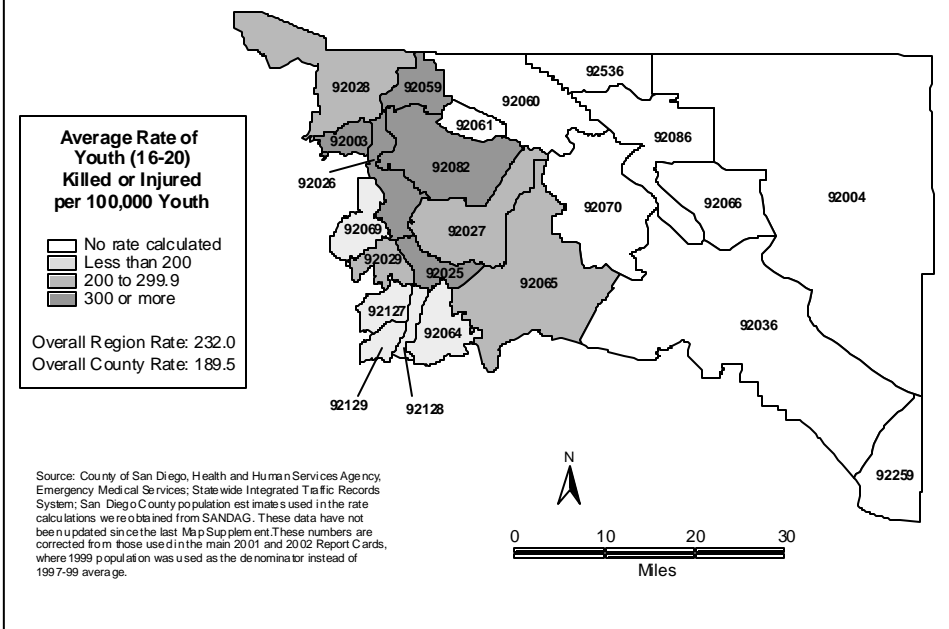 Average Rate of
Youth (16-20)
Killed or Injured
per 100,000 Youth
No rate calculated
Less than 200
200 to 299.9
300 or more
Overall Region Rate: 232.0
Overall County Rate: 189.5
92028
92059
92536
92060
92061
92086
92003
92082
92026
92066
92004
92070
92069
92027
92029
92025
92065
92127
92064
92036
92129
92128
92259
Source: County of San Diego, Health and Human Services Agency,
Emergency Medical Services; Statewide Integrated Traffic Records
System; San Diego County population estimates used in the rate
calculations were obtained from SANDAG. These data have not
been updated since the last Map Supplement.These numbers are
corrected from those used in the main 2001 and 2002 Report Cards,
where 1999 population was used as the denominator instead of
1997-99 average.
N
0 10 20 30
Miles